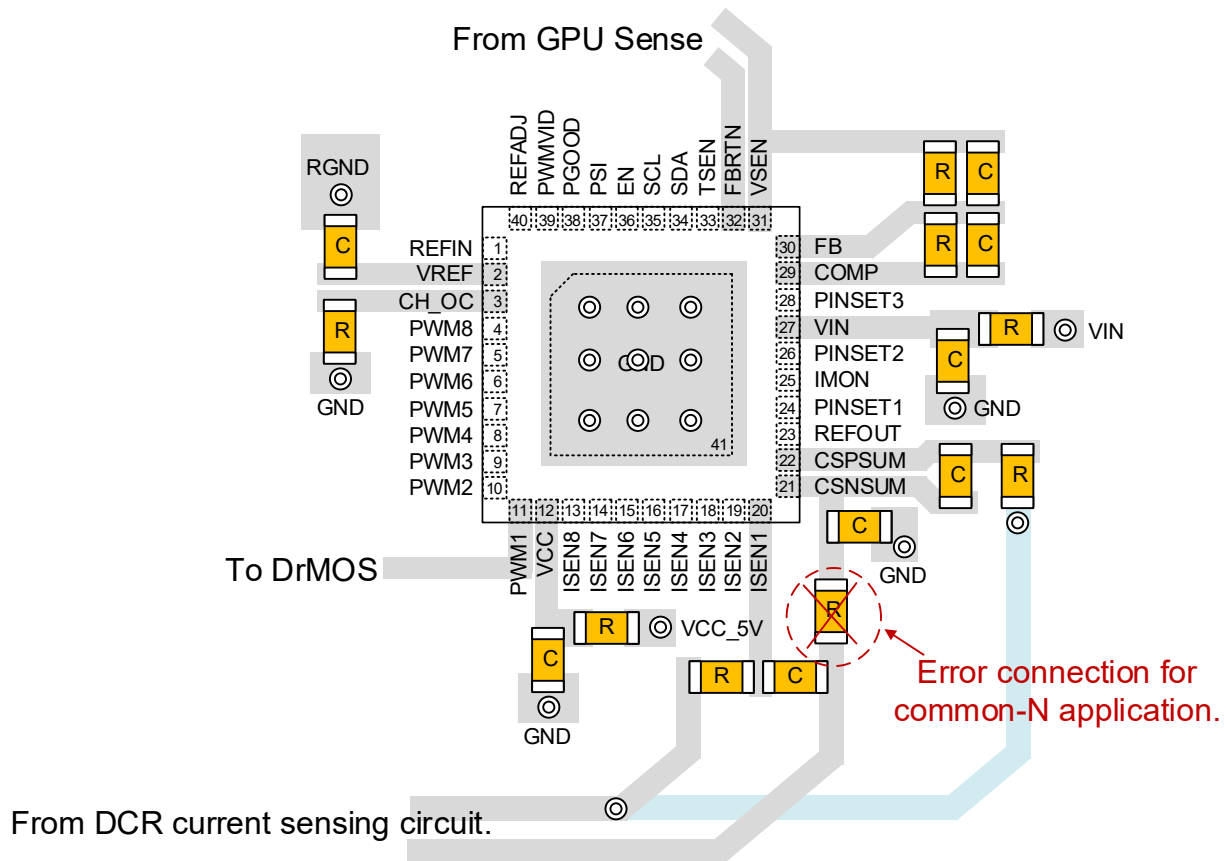 From GPU Sense
REFADJ
PWMVID
PGOOD
PSI
EN
SCL
SDA
TSEN
FBRTN
VSEN
40 39 38 37 36 35 34 33 32 31
RGND
C
R
GND
REFIN 1
VREF 2
CH_OC 3
PWM8 4
PWM7 5
PWM6 6
PWM5 7
PWM4 8
PWM3 9
PWM2 10
GND
41
30 FB
29 COMP
28 PINSET3
27 VIN
26 PINSET2
25 IMON
24 PINSET1
23 REFOUT
22 CSPSUM
21 CSNSUM
R C
R C
R VIN
C
GND
C R
C
GND
11 12 13 14 15 16 17 18 19 20
PWM1
VCC
ISEN8
ISEN7
ISEN6
ISEN5
ISEN4
ISEN3
ISEN2
ISEN1
To DrMOS
R VCC_5V
C
GND
R C
R
Error connection for
common-N application.
From DCR current sensing circuit.